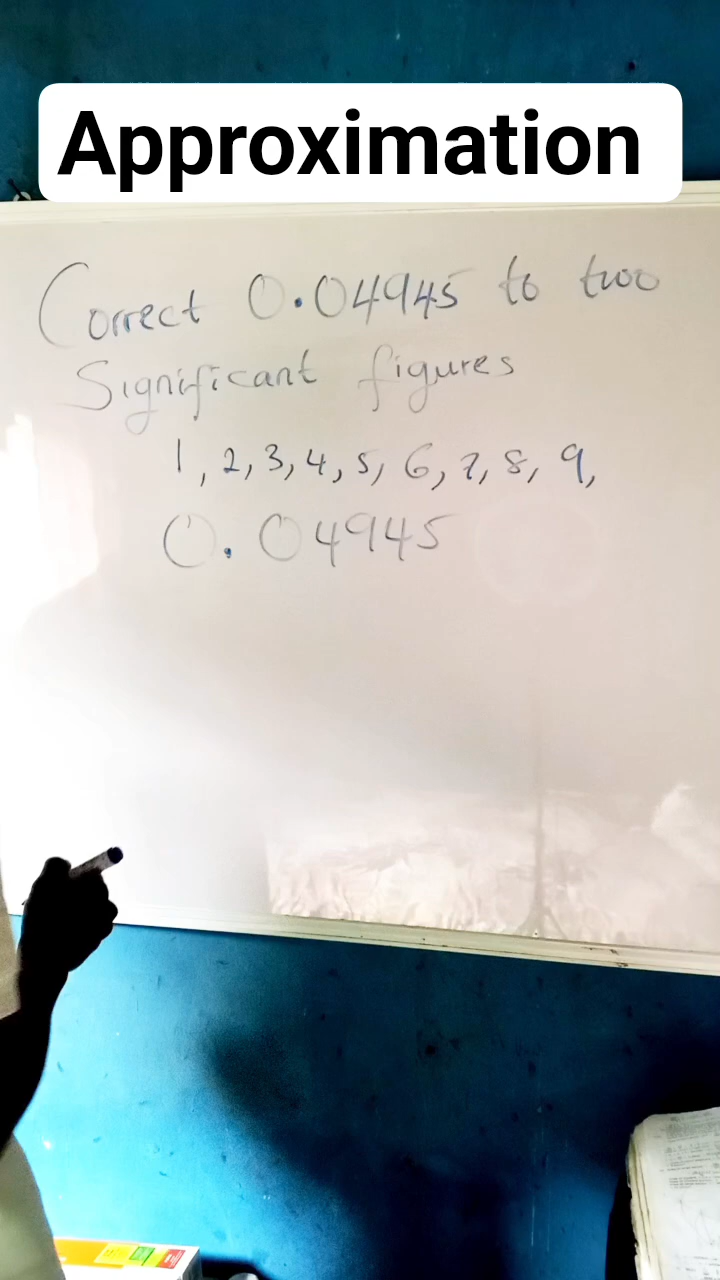 Approximation
Correct 0.04945 to two
Significant figures
1, 2, 3, 4, 5, 6, 7, 8, 9,
0.04945